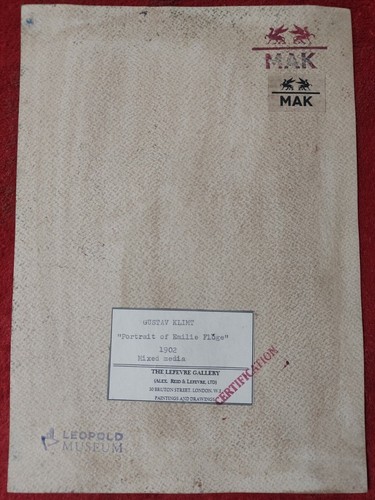 MAK
MAK
GUSTAV KLIMT
"Portrait of Emilie Flöge"
1902
Mixed media
THE LEFEVRE GALLERY
(ALEX. REID & LEFEVRE, LTD)
30 BRUTON STREET. LONDON. W.I.
PAINTINGS AND DRAWINGS
CERTIFICATION
LEOPOLD
MUSEUM